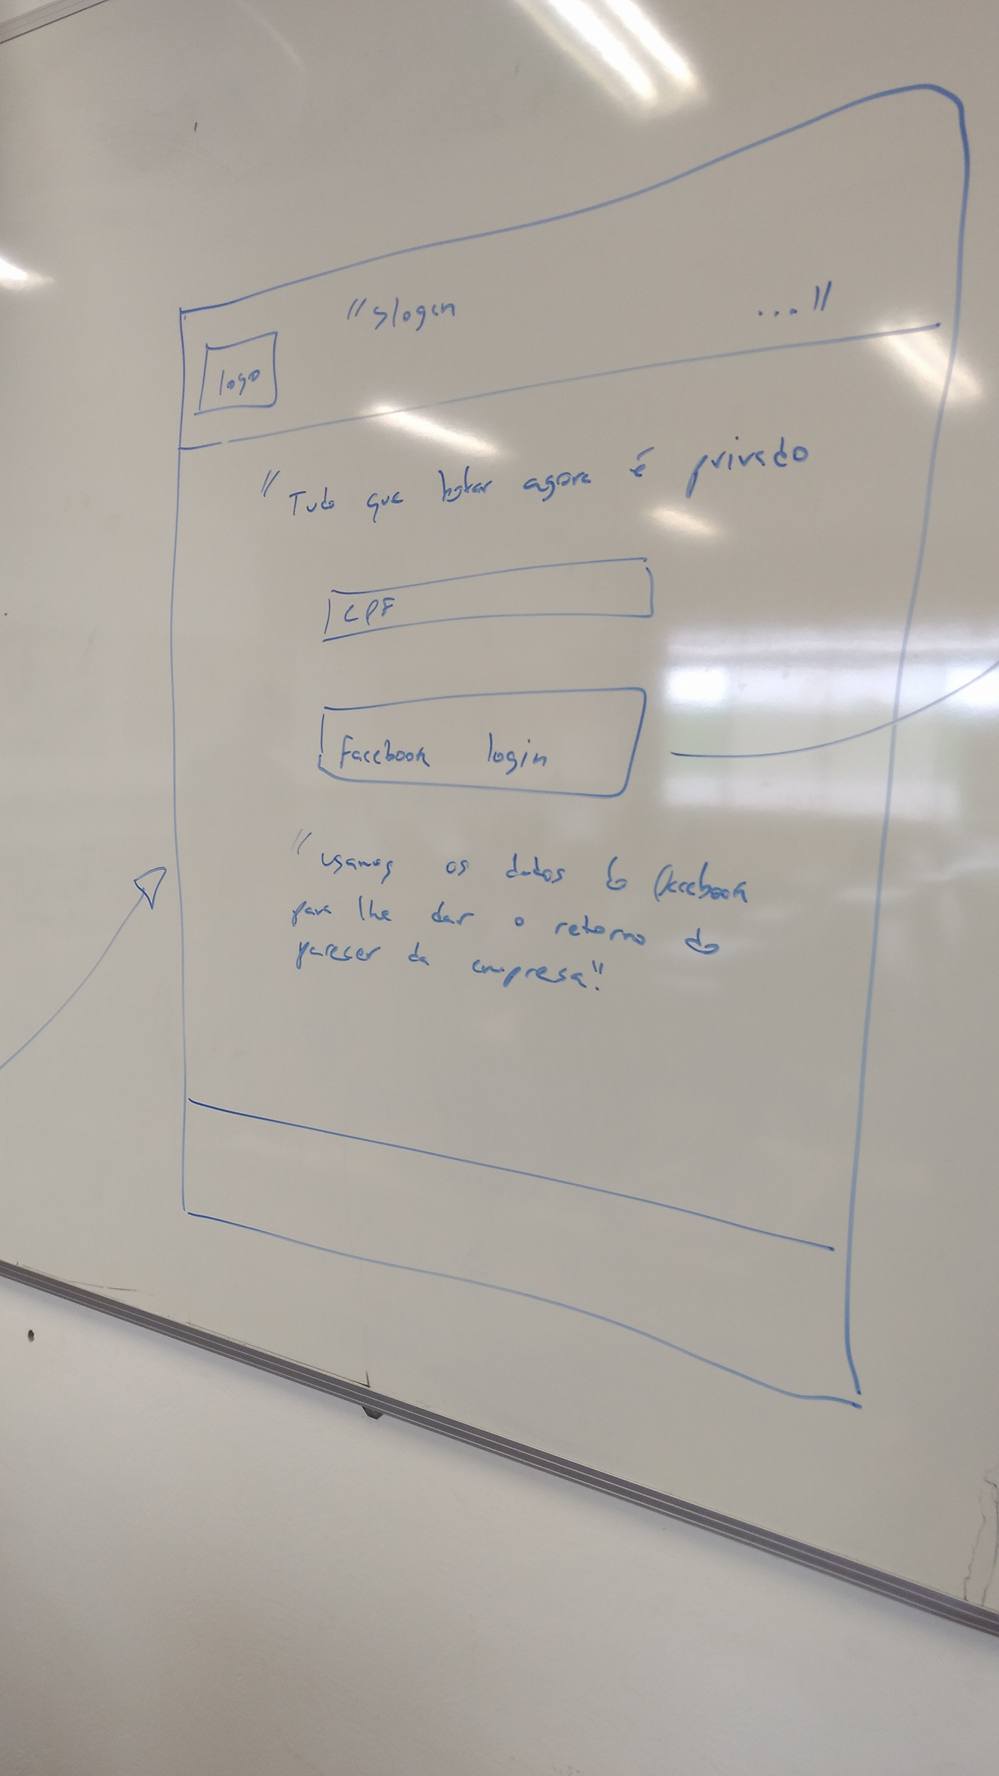 "slogan ... "
logo
"Tudo que botar agora é privado
CPF
Facebook login
"usamos os dados do facebook
para lhe dar o retorno do
parecer da empresa"